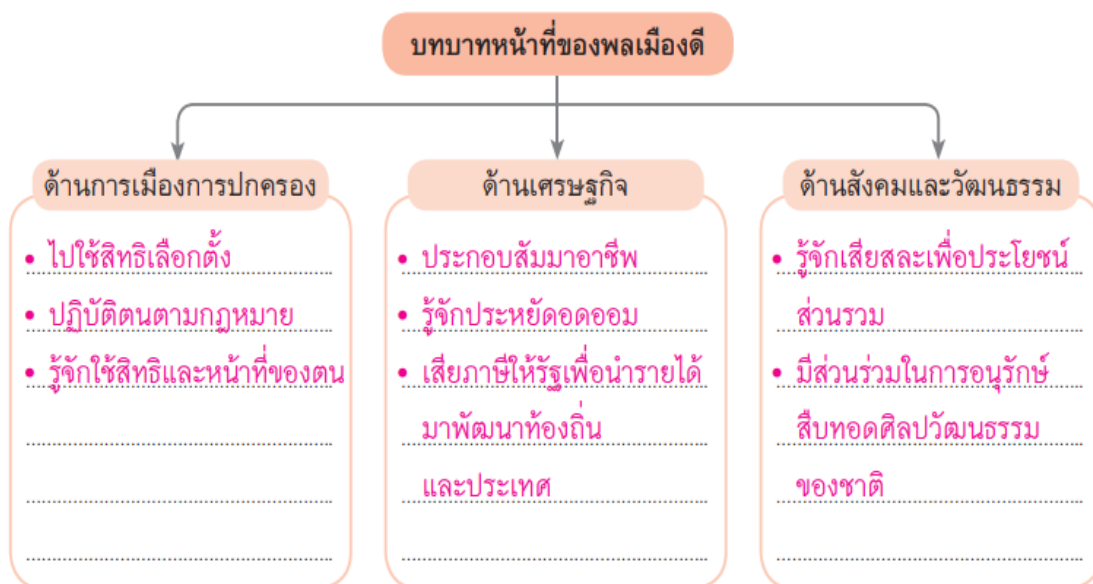 บทบาทหน้าที่ของพลเมืองดี
ด้านการเมืองการปกครอง
• ไปใช้สิทธิเลือกตั้ง
• ปฏิบัติตนตามกฎหมาย
• รู้จักใช้สิทธิและหน้าที่ของตน
ด้านเศรษฐกิจ
• ประกอบสัมมาอาชีพ
• รู้จักประหยัดอดออม
• เสียภาษีให้รัฐเพื่อนำรายได้
มาพัฒนาท้องถิ่น
และประเทศ
ด้านสังคมและวัฒนธรรม
• รู้จักเสียสละเพื่อประโยชน์
ส่วนรวม
• มีส่วนร่วมในการอนุรักษ์
สืบทอดศิลปวัฒนธรรม
ของชาติ